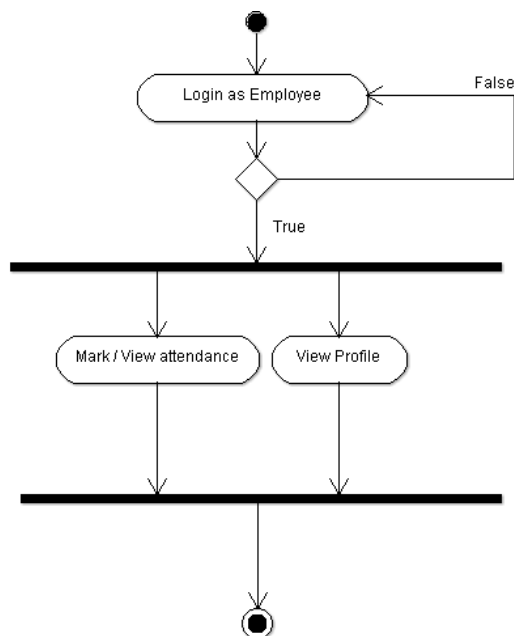 Login as Employee
False
True
Mark / View attendance
View Profile